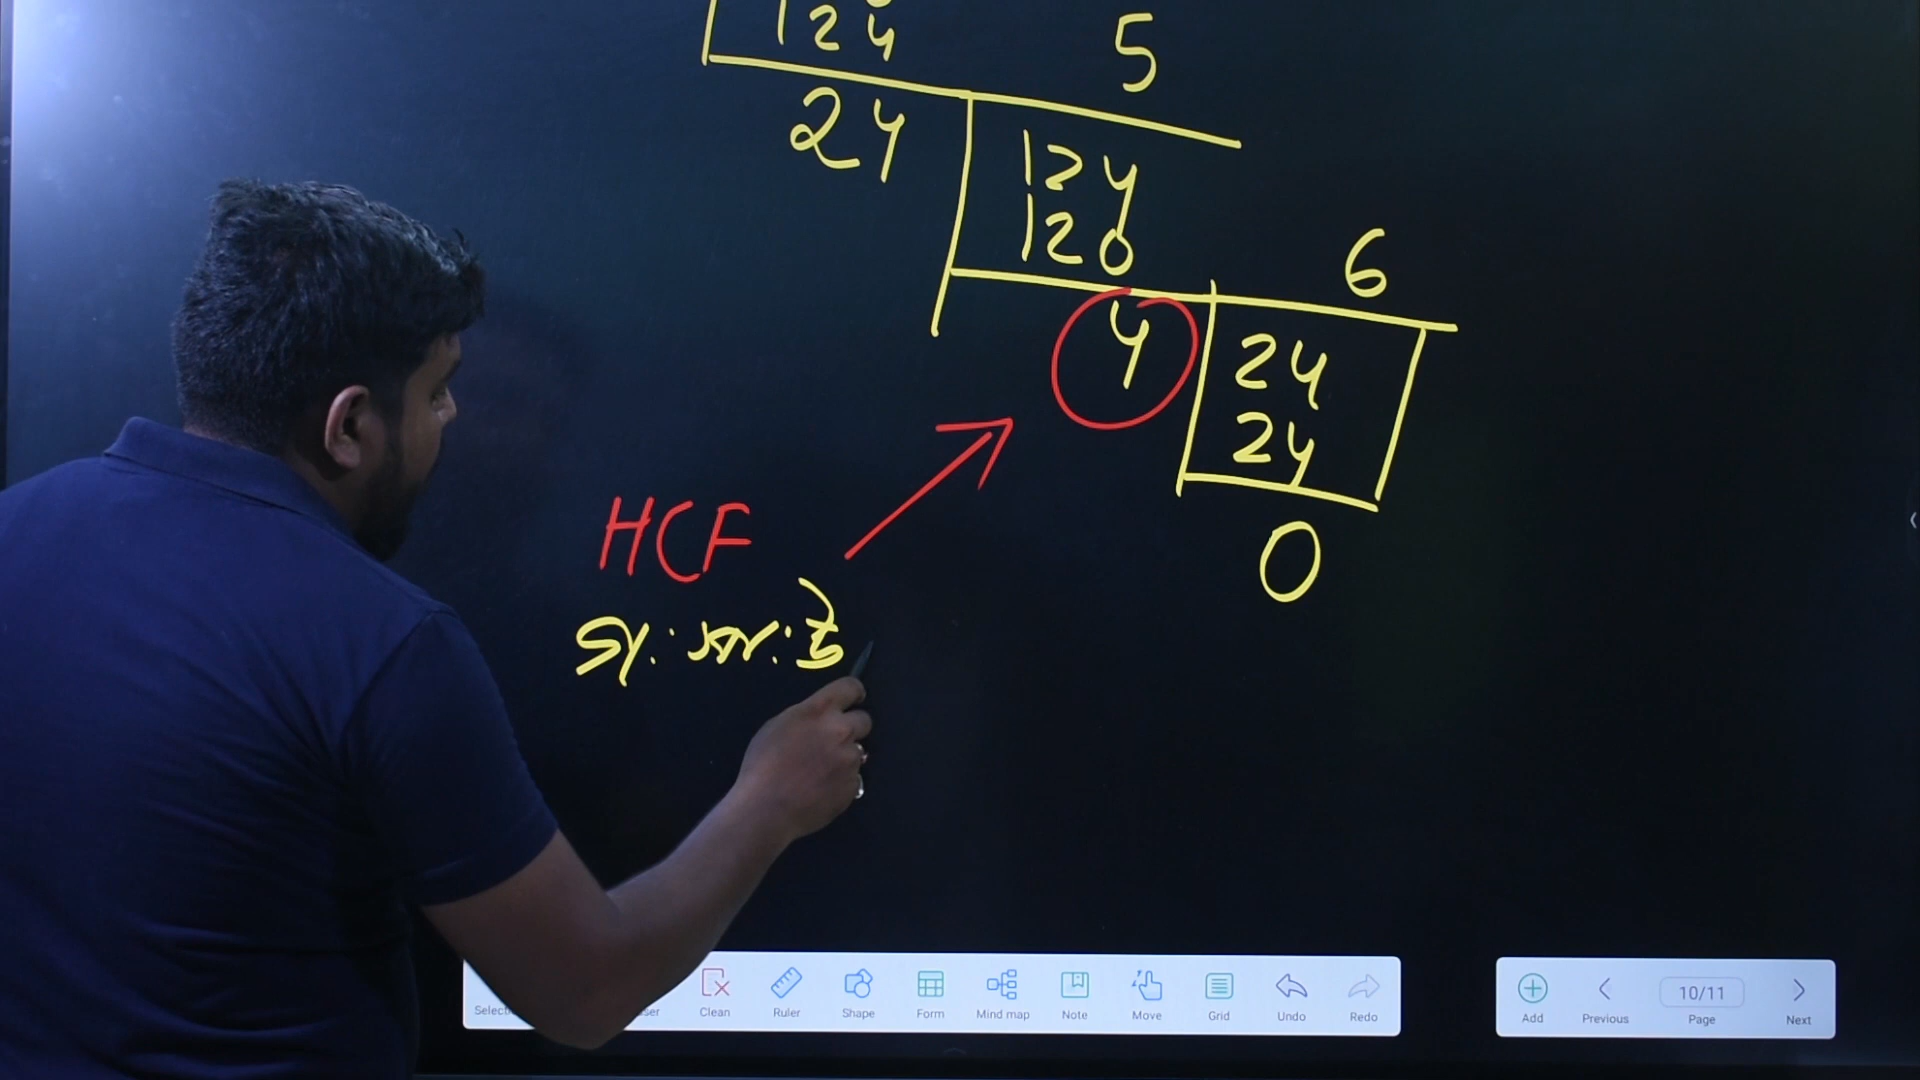 124 5
24 124
120 6
4 24
24
HCF
0
Clean Ruler Shape Form Mind map Note Move Grid Undo Redo
Add Previous 10/11 Page Next